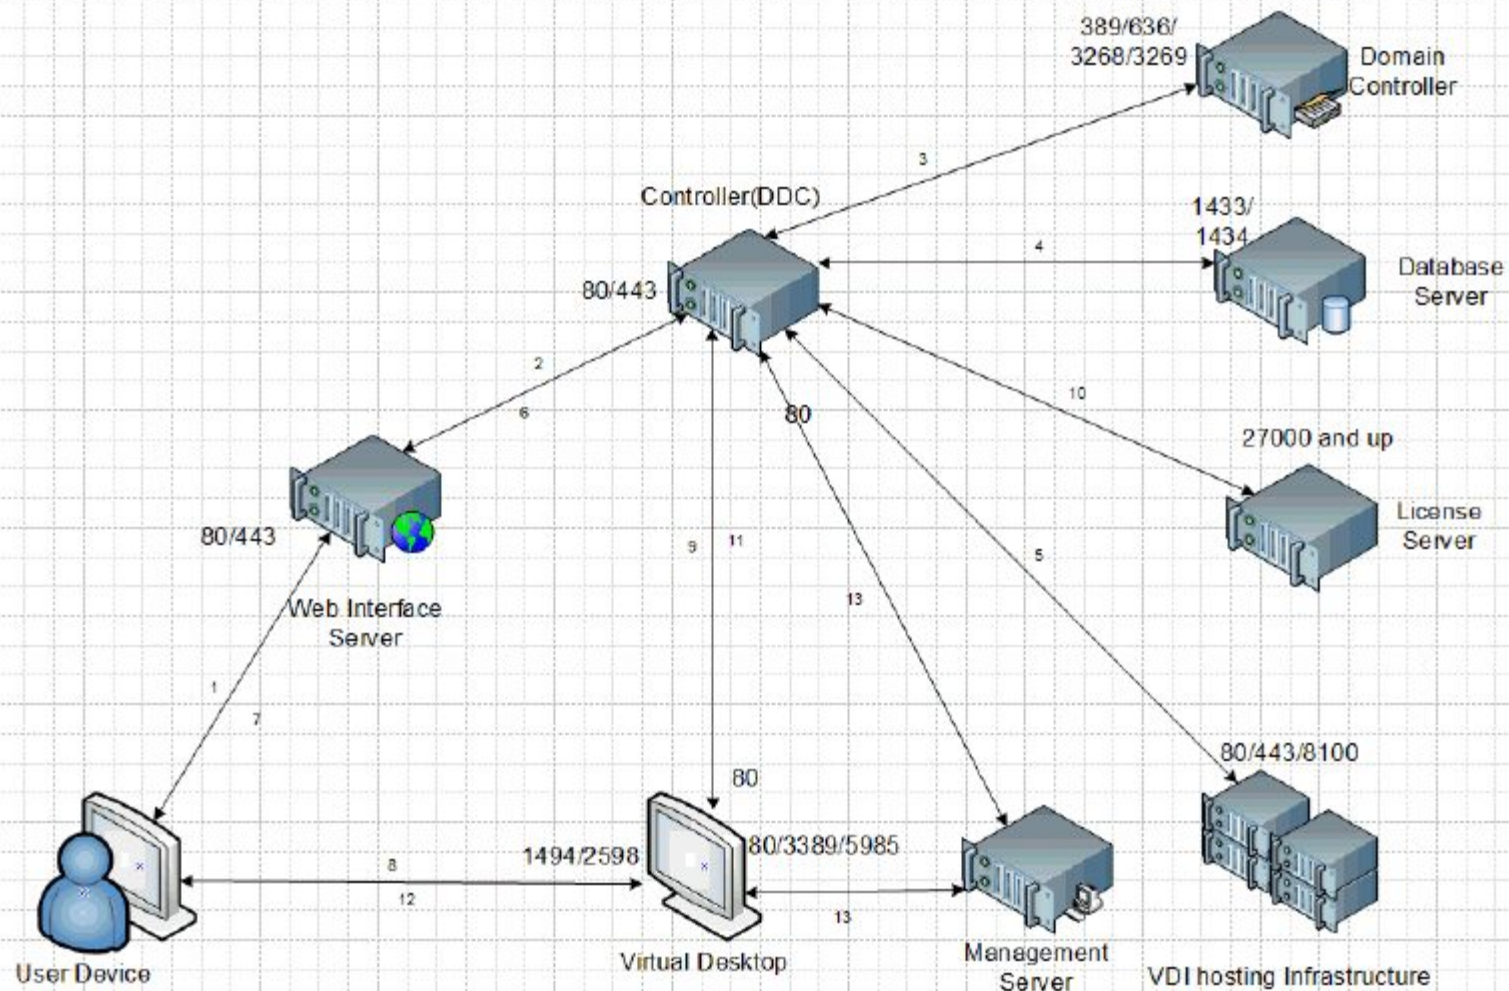 389/636/
3268/3269
Domain
Controller
3
Controller(DDC)
1433/
1434
4
Database
Server
80/443
2
6
80
10
27000 and up
License
Server
80/443
9
11
5
13
Web Interface
Server
1
7
80
80/443/8100
1494/2598
80/3389/5985
8
12
13
User Device
Virtual Desktop
Management
Server
VDI hosting Infrastructure